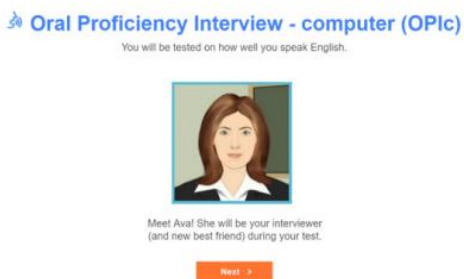 Oral Proficiency Interview - computer (OPIc)
You will be tested on how well you speak English.
Meet Ava! She will be your interviewer
(and new best friend) during your test.
Next >